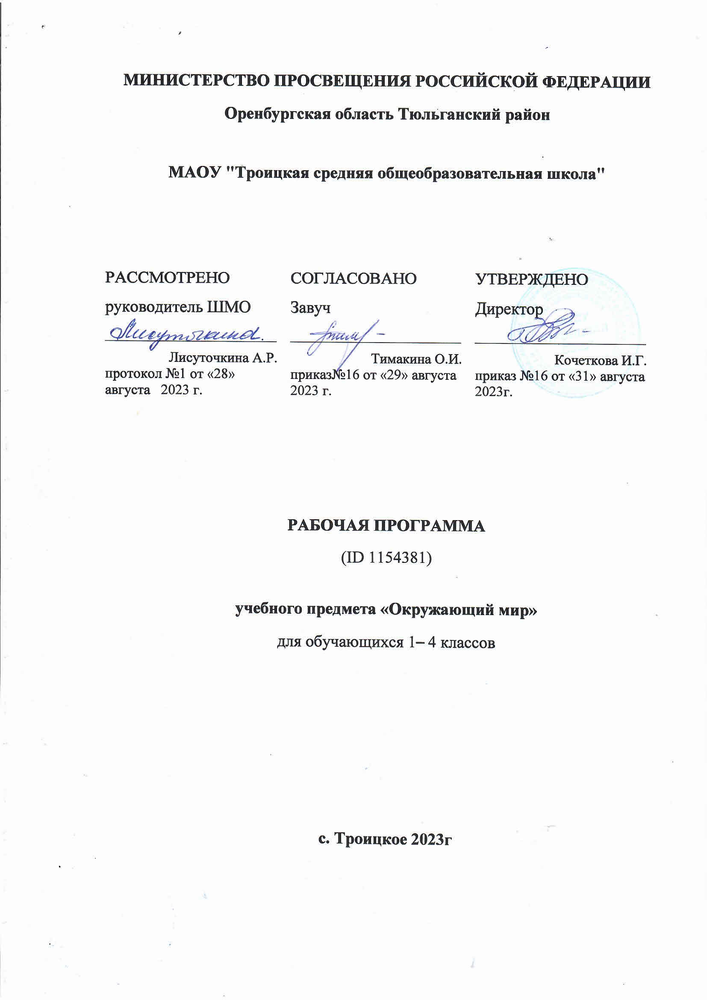 МИНИСТЕРСТВО ПРОСВЕЩЕНИЯ РОССИЙСКОЙ ФЕДЕРАЦИИ
Оренбургская область Тюльганский район
МАОУ "Троицкая средняя общеобразовательная школа"
РАССМОТРЕНО
руководитель ШМО
Лисуточкина
Лисуточкина А.Р.
протокол №1 от «28»
августа 2023 г.
СОГЛАСОВАНО
Завуч
Тимакина О.И.
приказ№16 от «29» августа
2023 г.
УТВЕРЖДЕНО
Директор
Кочеткова И.Г.
приказ №16 от «31» августа
2023г.
РАБОЧАЯ ПРОГРАММА
(ID 1154381)
учебного предмета «Окружающий мир»
для обучающихся 1– 4 классов
с. Троицкое 2023г